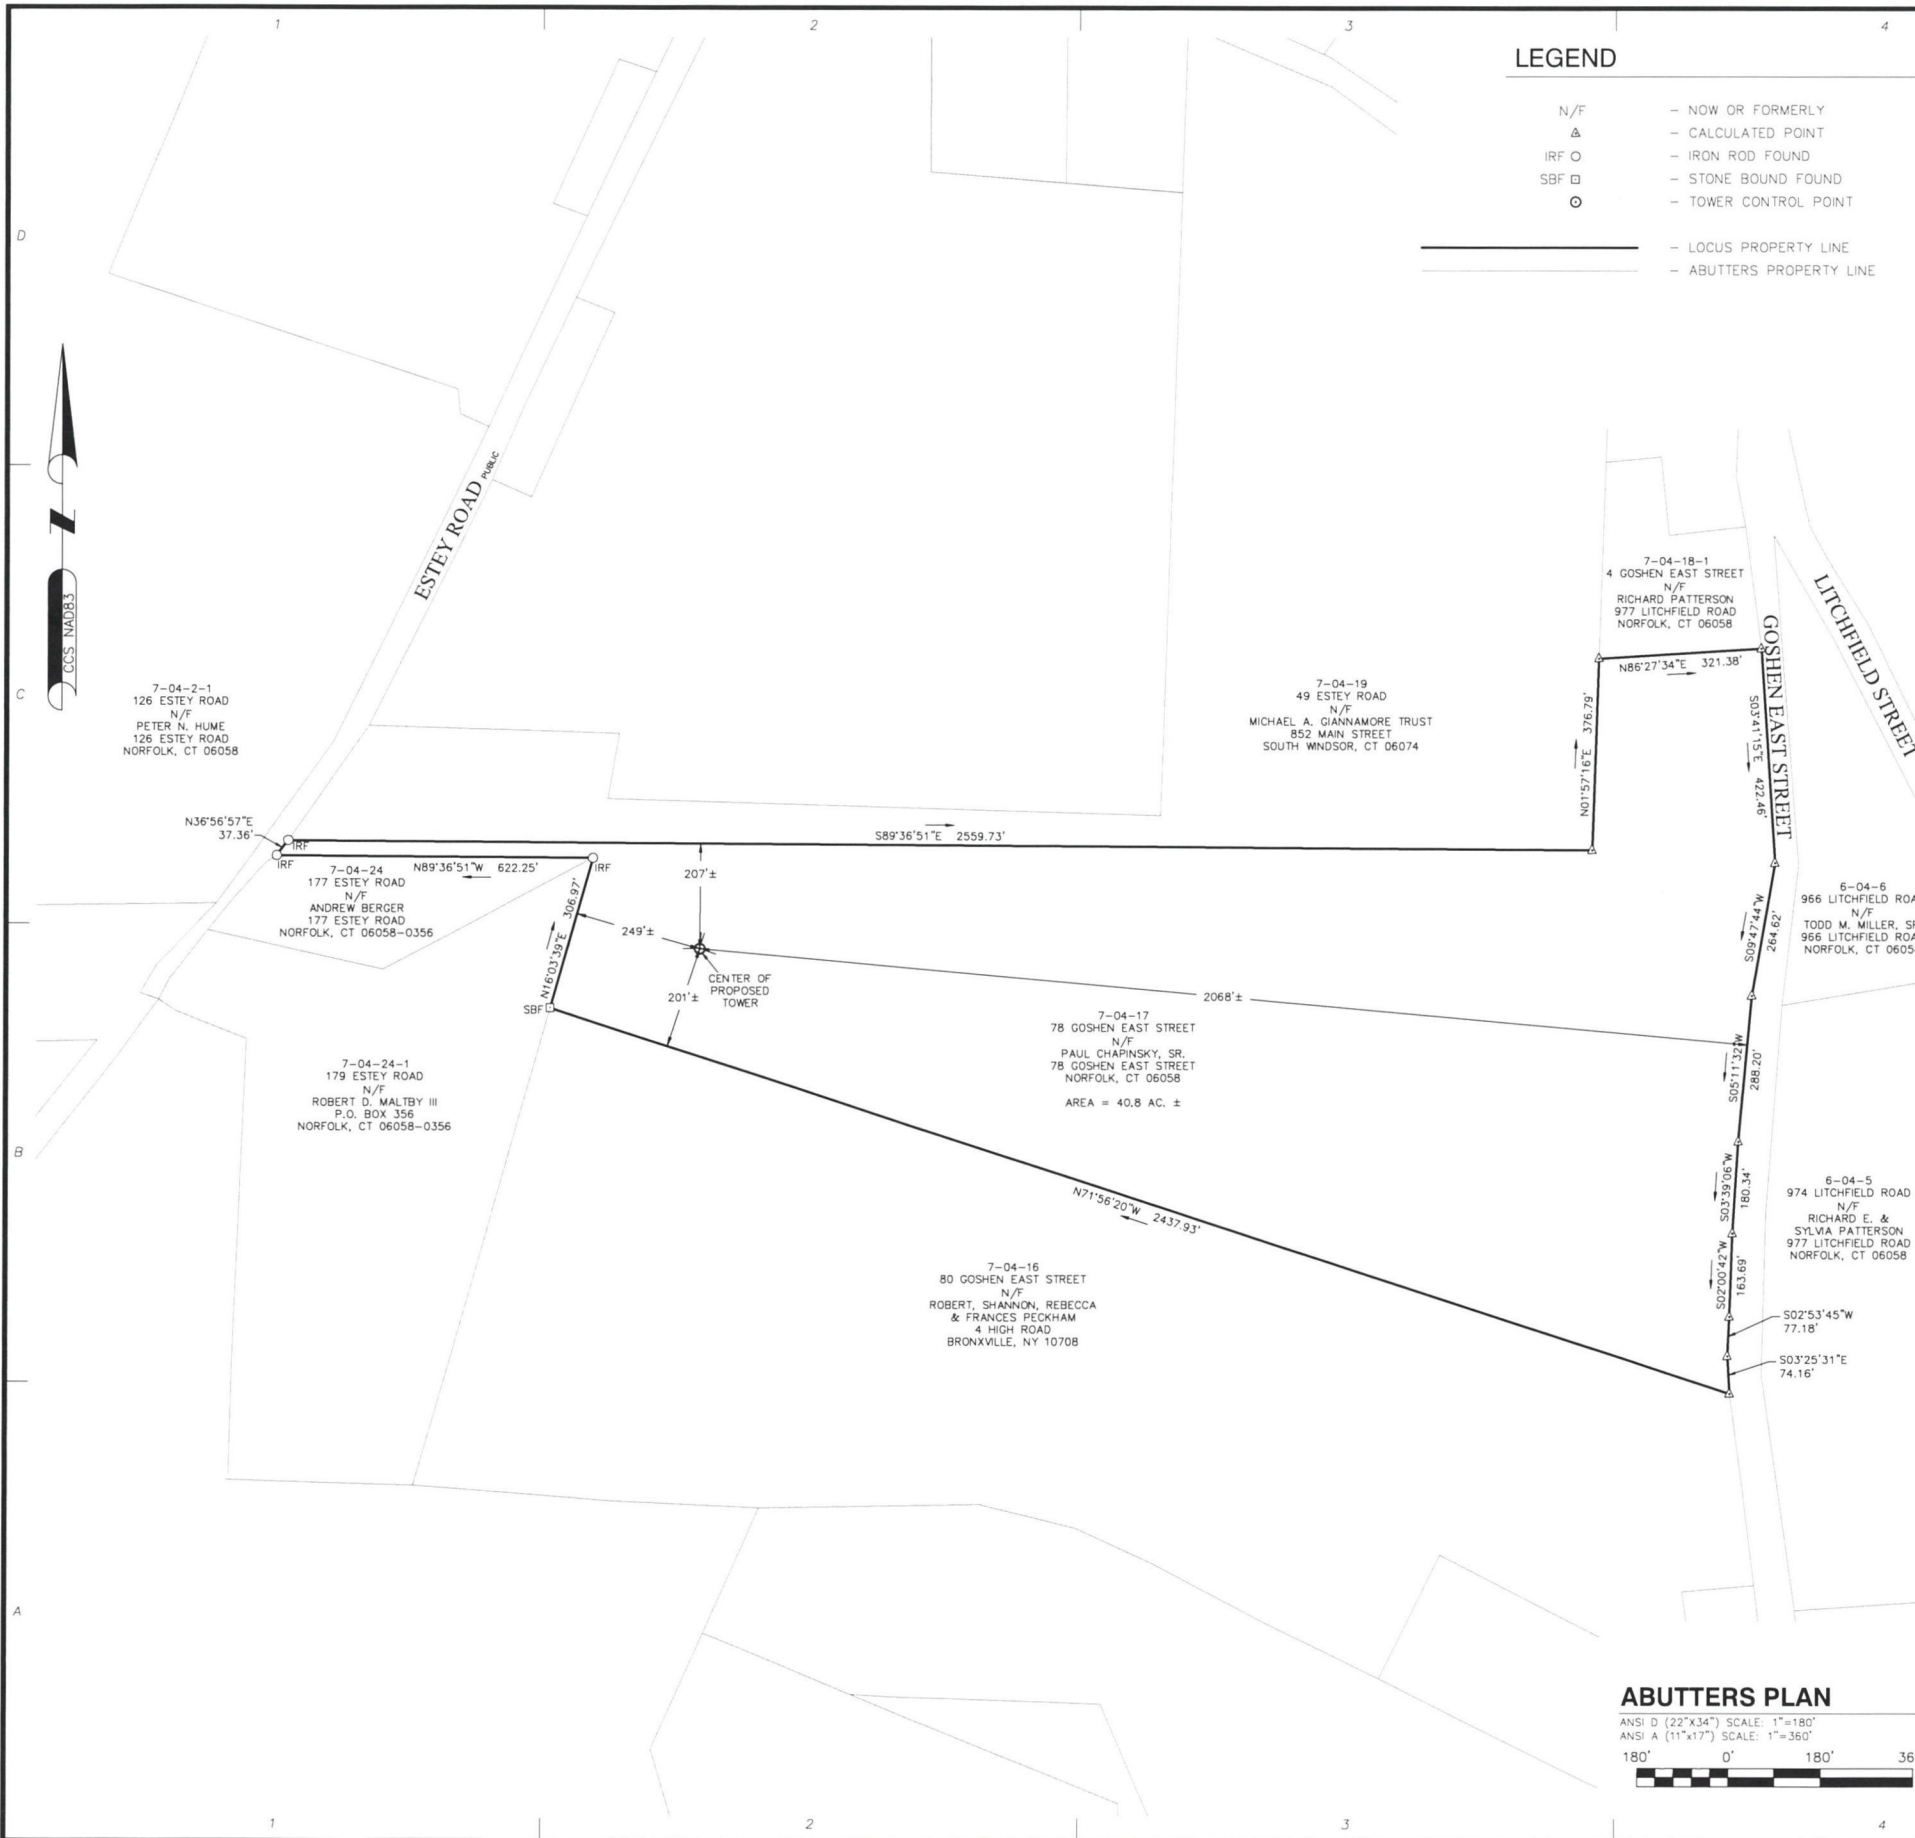 1
2
3
4
LEGEND
N/F - NOW OR FORMERLY
- CALCULATED POINT
IRF - IRON ROD FOUND
SBF - STONE BOUND FOUND
- TOWER CONTROL POINT
- LOCUS PROPERTY LINE
- ABUTTERS PROPERTY LINE
D
N
CCS NAD83
ESTEY ROAD PUBLIC
7-04-18-1
4 GOSHEN EAST STREET
N/F
RICHARD PATTERSON
977 LITCHFIELD ROAD
NORFOLK, CT 06058
LITCHFIELD STREET
GOSHEN EAST STREET
N86°27'34"E 321.38'
S03°41'15"E 422.46'
C
7-04-2-1
126 ESTEY ROAD
N/F
PETER N. HUME
126 ESTEY ROAD
NORFOLK, CT 06058
7-04-19
49 ESTEY ROAD
N/F
MICHAEL A. GIANNAMORE TRUST
852 MAIN STREET
SOUTH WINDSOR, CT 06074
N01°57'16"E 376.79'
N36°56'57"E
37.36'
IRF
S89°36'51"E 2559.73'
IRF
N89°36'51"W 622.25'
IRF
7-04-24
177 ESTEY ROAD
N/F
ANDREW BERGER
177 ESTEY ROAD
NORFOLK, CT 06058-0356
207'±
N16°03'39"E 306.97'
249'±
201'±
CENTER OF
PROPOSED
TOWER
SBF
2068'±
S09°47'44"W
264.62'
6-04-6
966 LITCHFIELD ROA
N/F
TODD M. MILLER, SR
966 LITCHFIELD ROA
NORFOLK, CT 0605
7-04-17
78 GOSHEN EAST STREET
N/F
PAUL CHAPINSKY, SR.
78 GOSHEN EAST STREET
NORFOLK, CT 06058
AREA = 40.8 AC. ±
S05°11'32"W
288.20'
7-04-24-1
179 ESTEY ROAD
N/F
ROBERT D. MALTBY III
P.O. BOX 356
NORFOLK, CT 06058-0356
B
N71°56'20"W 2437.93'
S03°39'06"W
180.34'
6-04-5
974 LITCHFIELD ROAD
N/F
RICHARD E. &
SYLVIA PATTERSON
977 LITCHFIELD ROAD
NORFOLK, CT 06058
S02°00'42"W
163.69'
7-04-16
80 GOSHEN EAST STREET
N/F
ROBERT, SHANNON, REBECCA
& FRANCES PECKHAM
4 HIGH ROAD
BRONXVILLE, NY 10708
S02°53'45"W
77.18'
S03°25'31"E
74.16'
A
ABUTTERS PLAN
ANSI D (22"X34") SCALE: 1"=180'
ANSI A (11"x17") SCALE: 1"=360'
180' 0' 180' 36
1
2
3
4